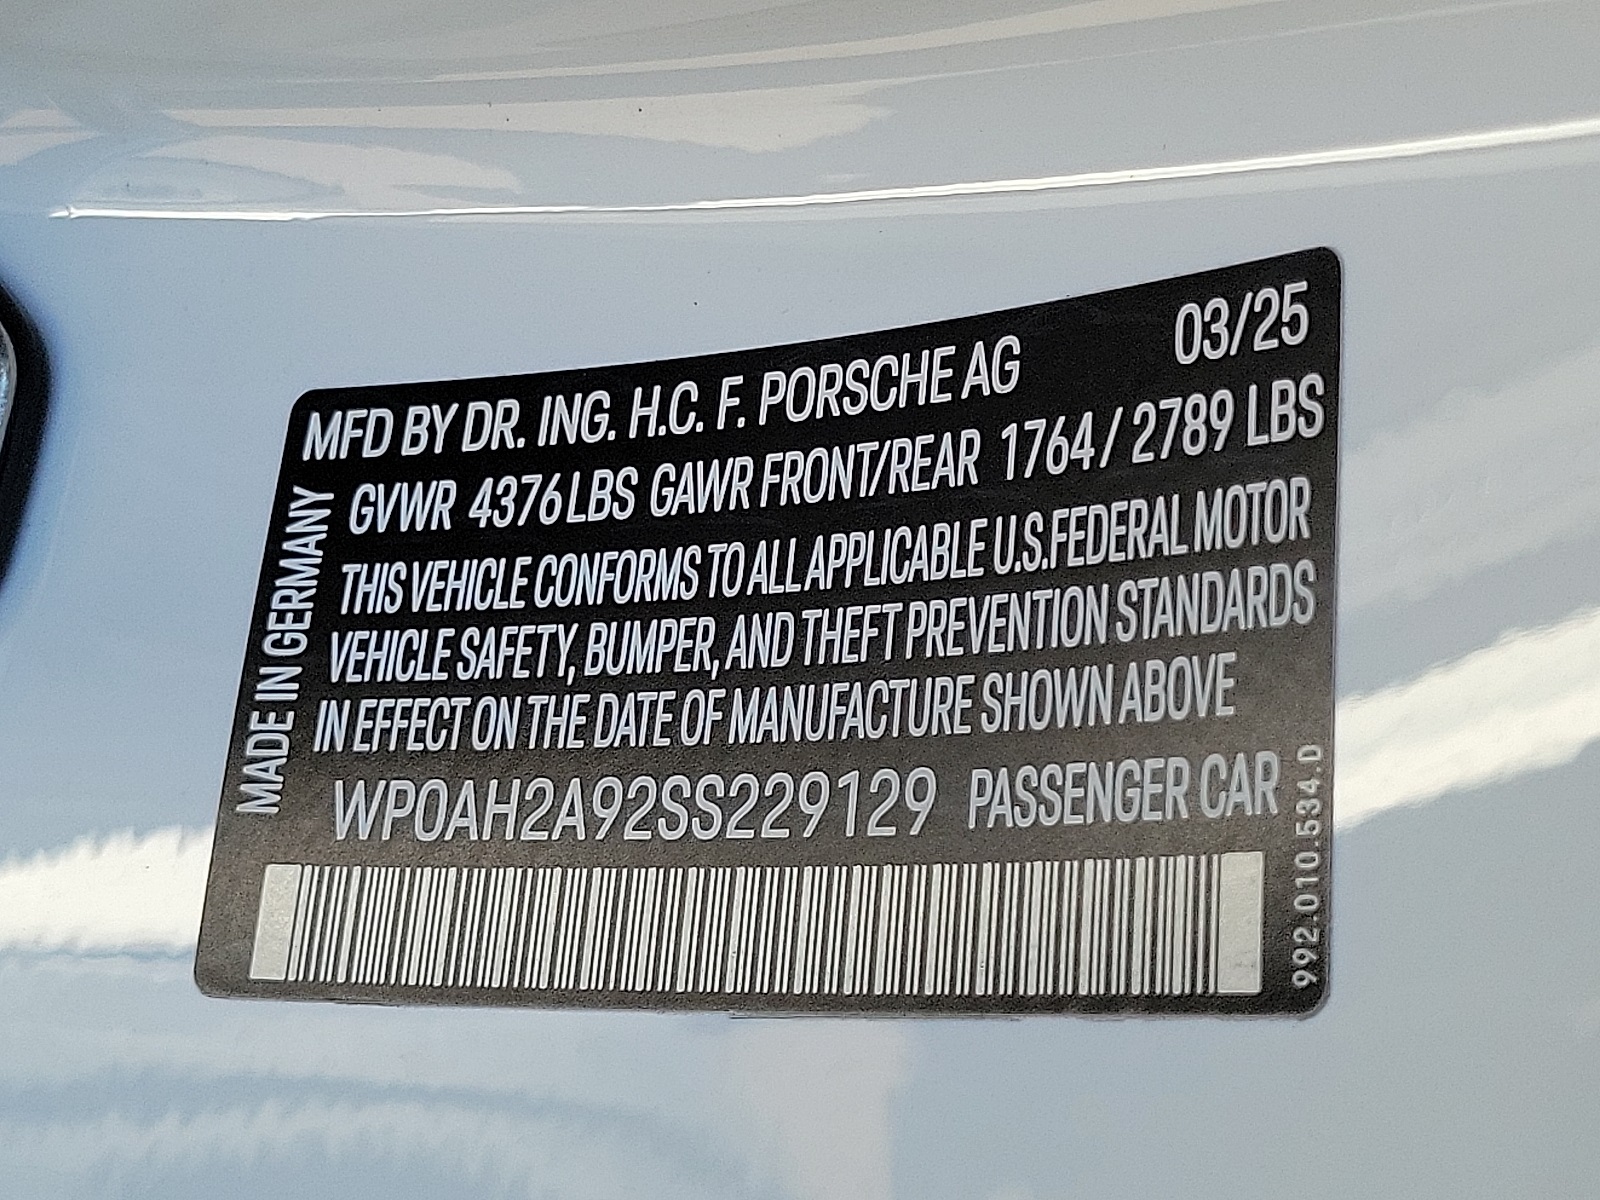 MFD BY DR. ING. H.C. F. PORSCHE AG 03/25
GVWR 4376 LBS GAWR FRONT/REAR 1764 / 2789 LBS
THIS VEHICLE CONFORMS TO ALL APPLICABLE U.S. FEDERAL MOTOR
VEHICLE SAFETY, BUMPER, AND THEFT PREVENTION STANDARDS
IN EFFECT ON THE DATE OF MANUFACTURE SHOWN ABOVE
WP0AH2A92SS229129 PASSENGER CAR
MADE IN GERMANY
992.010.534.D